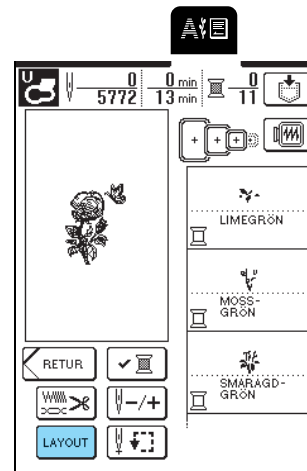 A
U
0 0 min 0
5772 13 min 11
LIMEGRÖN
MOSS-
GRÖN
RETUR
SMARAGD-
GRÖN
-/+
LAYOUT